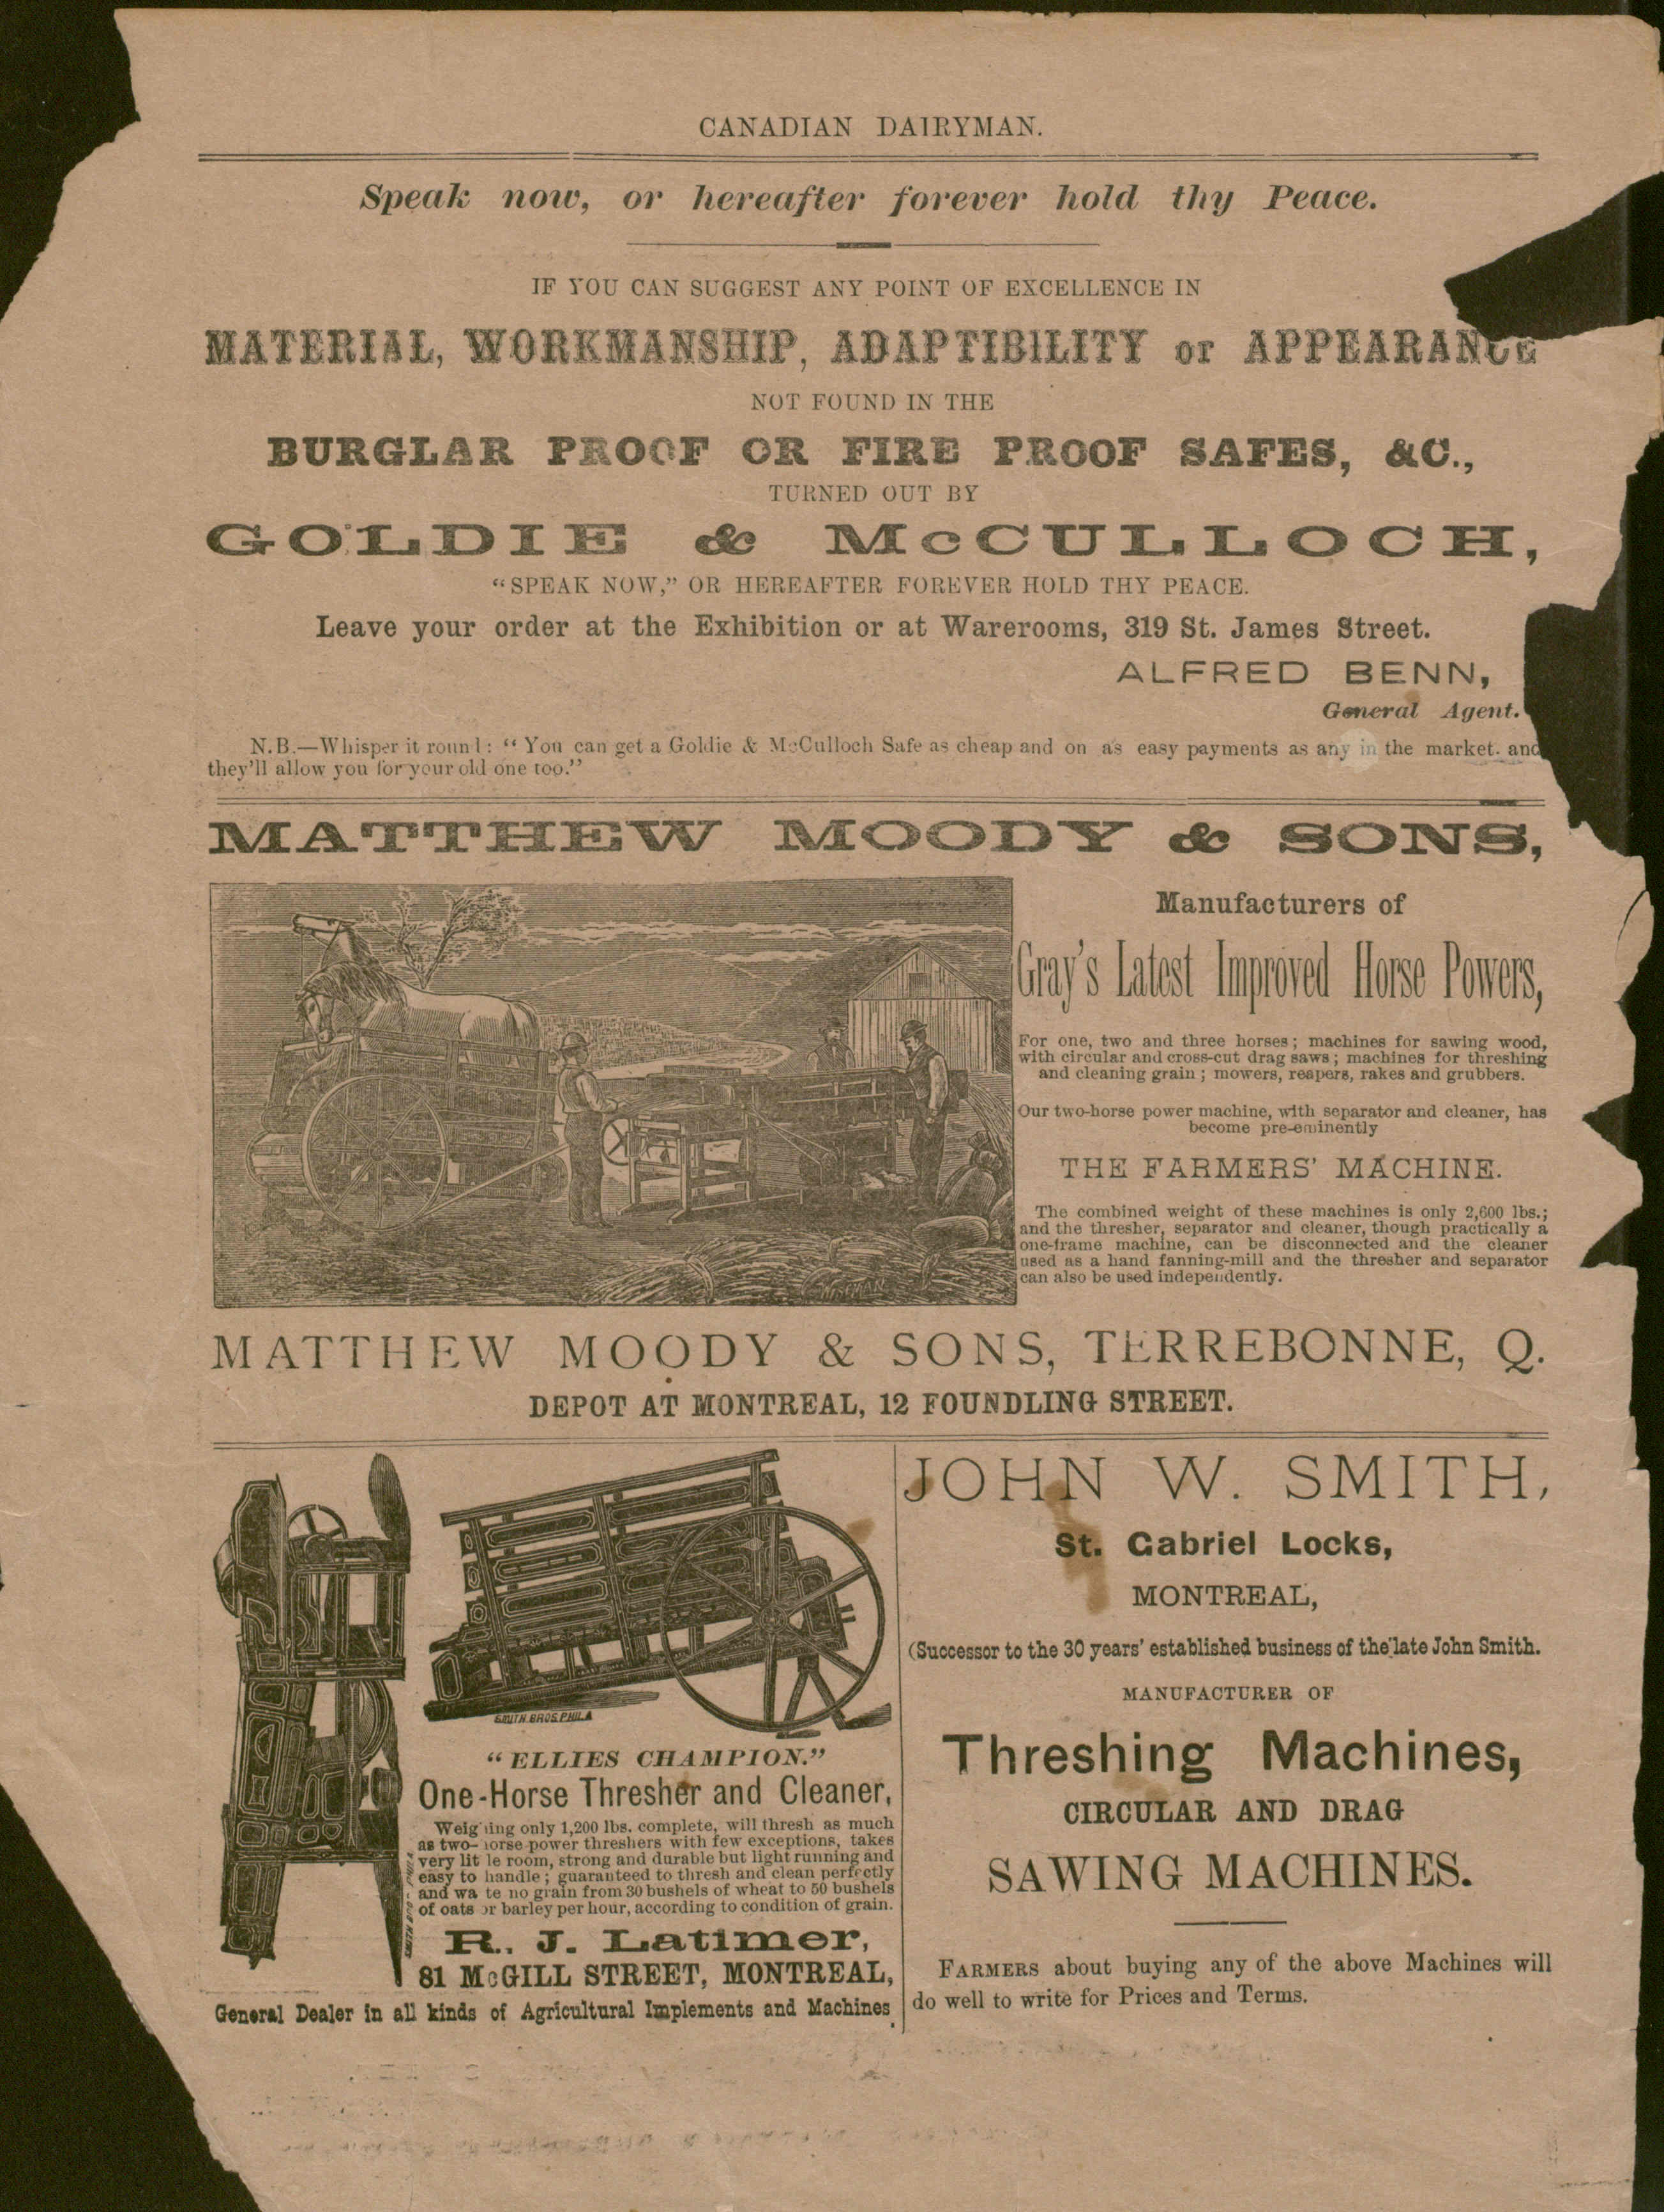 CANADIAN DAIRYMAN.
Speak now, or hereafter forever hold thy Peace.
IF YOU CAN SUGGEST ANY POINT OF EXCELLENCE IN
MATERIAL, WORKMANSHIP, ADAPTIBILITY or APPEARANCE
NOT FOUND IN THE
BURGLAR PROOF OR FIRE PROOF SAFES, &C.,
TURNED OUT BY
GOLDIE & McCULLOCH,
"SPEAK NOW," OR HEREAFTER FOREVER HOLD THY PEACE.
Leave your order at the Exhibition or at Warerooms, 319 St. James Street.
ALFRED BENN,
General Agent.
N.B.—Whisper it round: "You can get a Goldie & McCulloch Safe as cheap and on as easy payments as any in the market. and
they'll allow you for your old one too."
MATTHEW MOODY & SONS,
Manufacturers of
Gray's Latest Improved Horse Powers,
For one, two and three horses; machines for sawing wood,
with circular and cross-cut drag saws; machines for threshing
and cleaning grain; mowers, reapers, rakes and grubbers.
Our two-horse power machine, with separator and cleaner, has
become pre-eminently
THE FARMERS' MACHINE.
The combined weight of these machines is only 2,600 lbs.;
and the thresher, separator and cleaner, though practically a
one-frame machine, can be disconnected and the cleaner
used as a hand fanning-mill and the thresher and separator
can also be used independently.
MATTHEW MOODY & SONS, TERREBONNE, Q.
DEPOT AT MONTREAL, 12 FOUNDLING STREET.
SMITH BROS. PHILA
"ELLIES CHAMPION."
One-Horse Thresher and Cleaner,
Weighing only 1,200 lbs. complete, will thresh as much
as two-horse-power threshers with few exceptions, takes
very little room, strong and durable but light running and
easy to handle; guaranteed to thresh and clean perfectly
and waste no grain from 30 bushels of wheat to 50 bushels
of oats or barley per hour, according to condition of grain.
R. J. Latimer,
81 McGILL STREET, MONTREAL,
General Dealer in all kinds of Agricultural Implements and Machines.
JOHN W. SMITH,
St. Gabriel Locks,
MONTREAL,
(Successor to the 30 years' established business of the late John Smith.
MANUFACTURER OF
Threshing Machines,
CIRCULAR AND DRAG
SAWING MACHINES.
FARMERS about buying any of the above Machines will
do well to write for Prices and Terms.